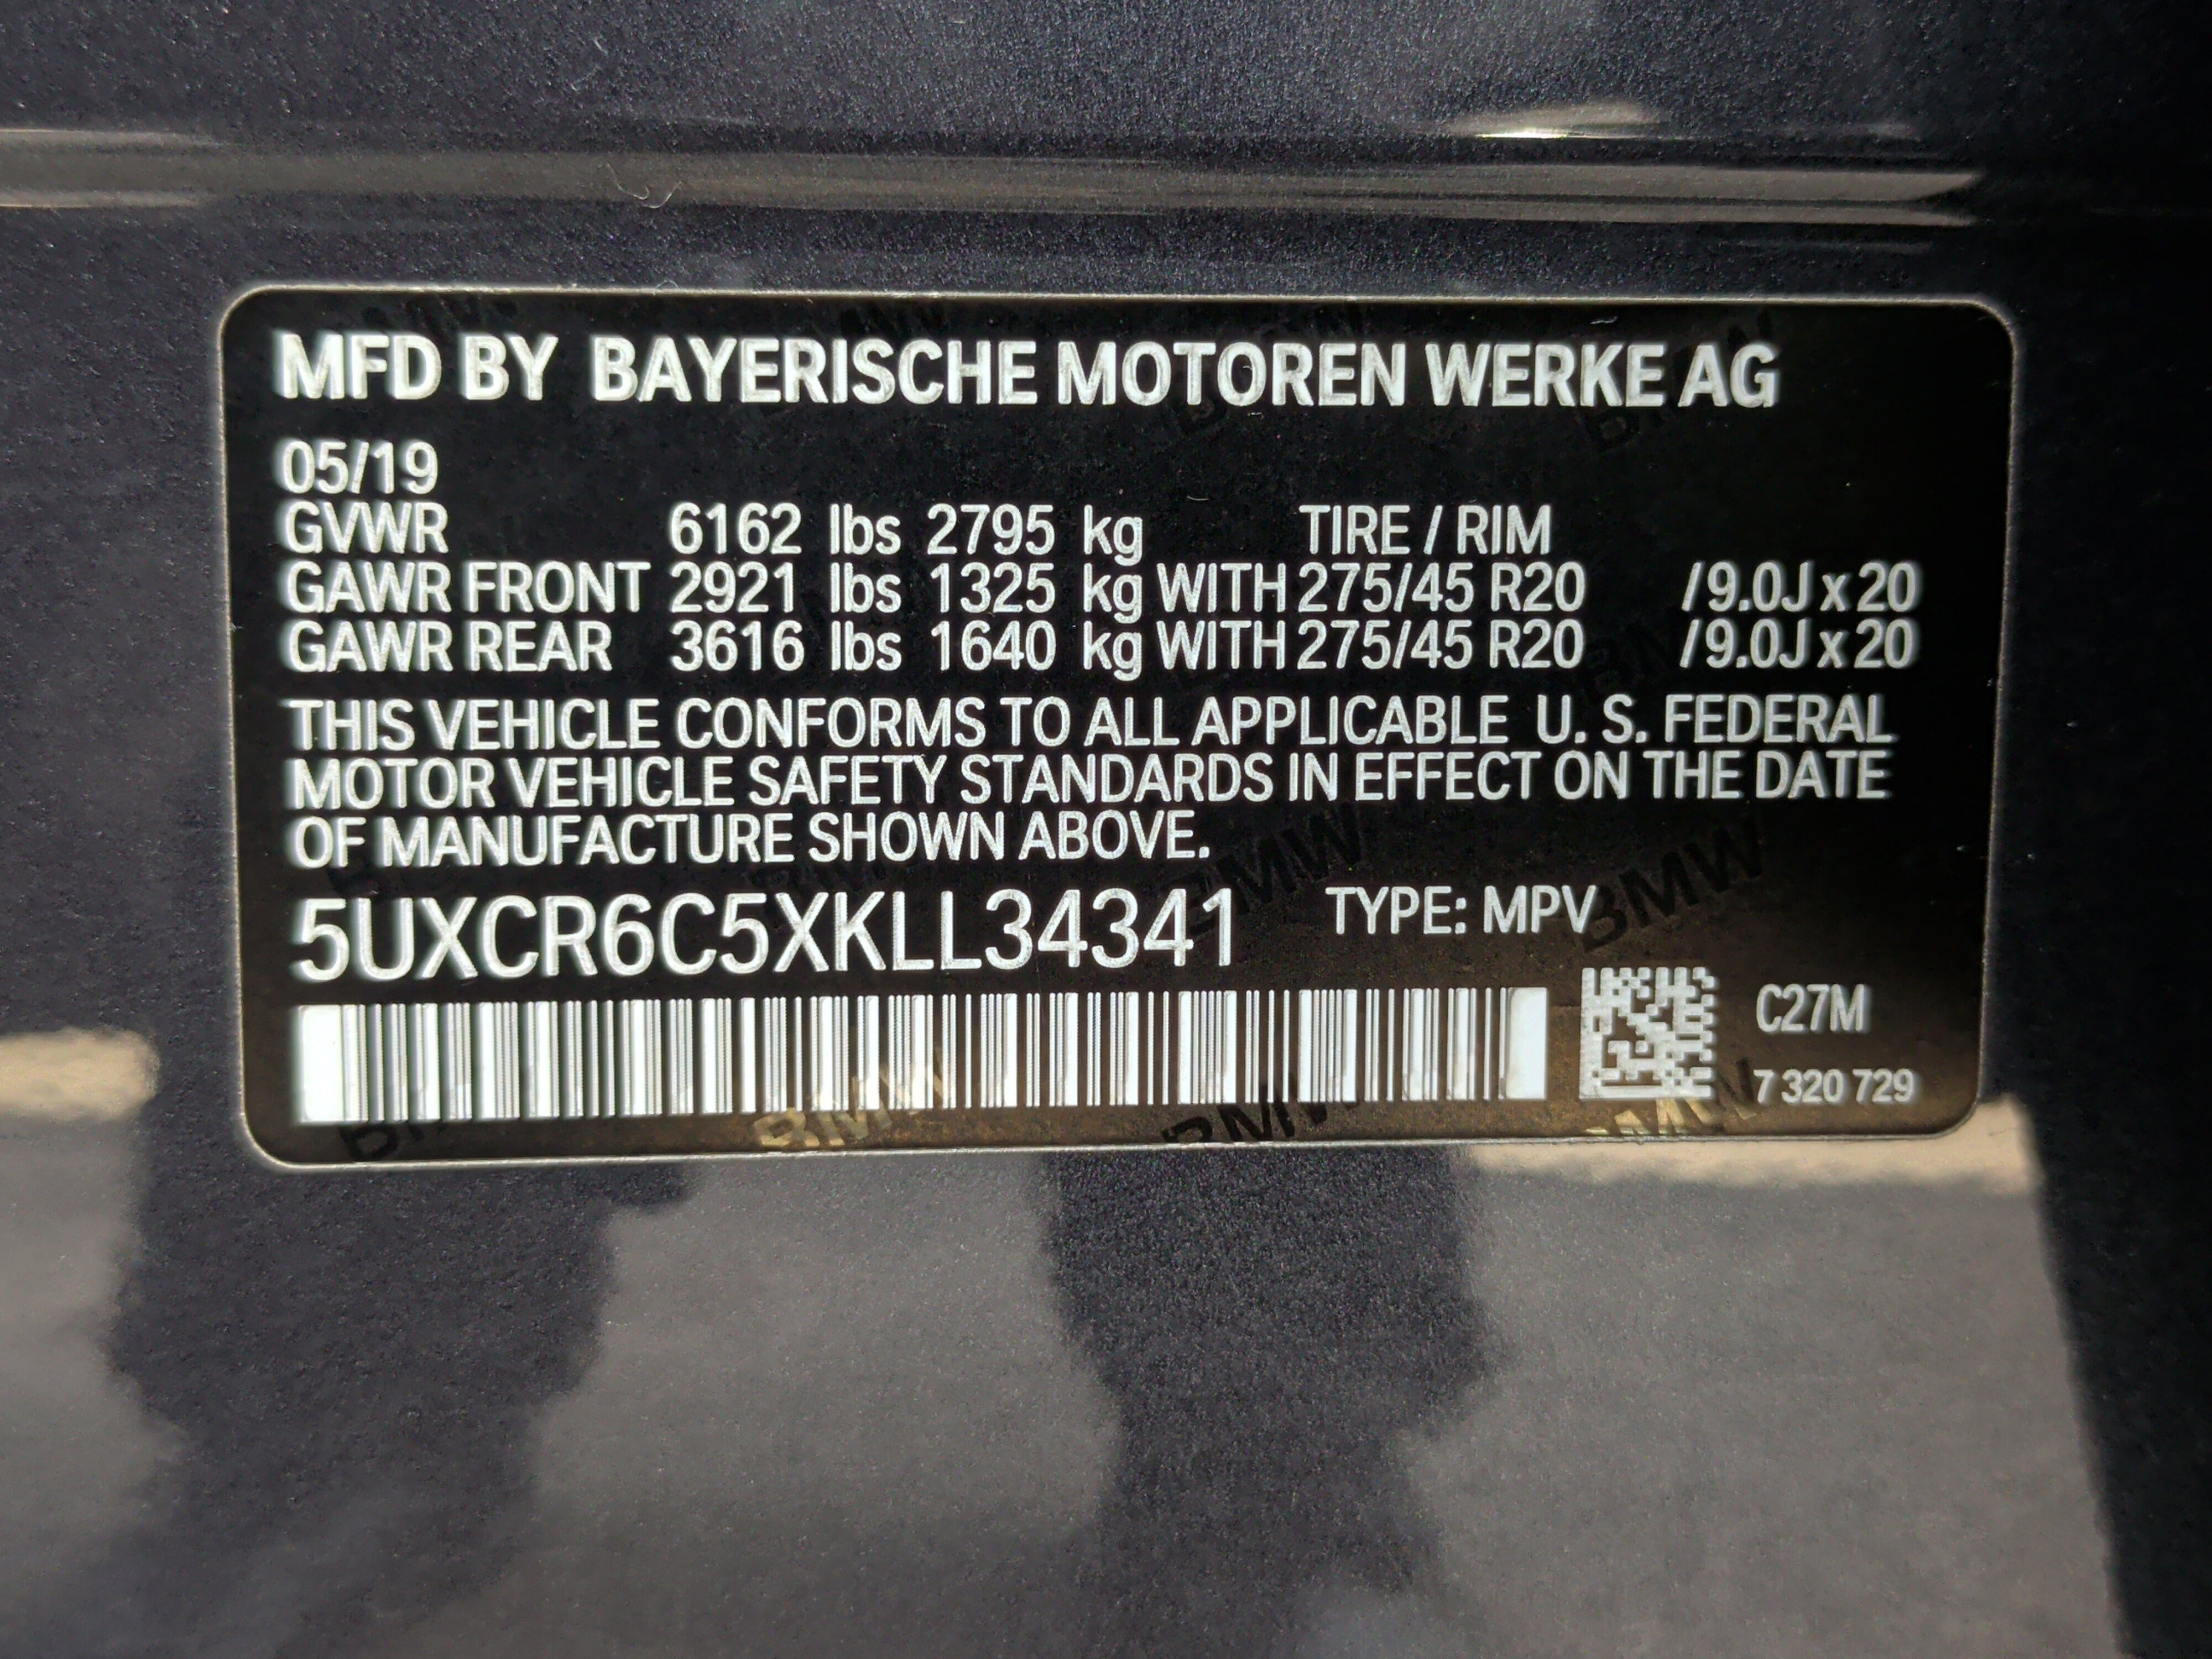 MFD BY BAYERISCHE MOTOREN WERKE AG
05/19
GVWR 6162 lbs 2795 kg TIRE / RIM
GAWR FRONT 2921 lbs 1325 kg WITH 275/45 R20 /9.0J x 20
GAWR REAR 3616 lbs 1640 kg WITH 275/45 R20 /9.0J x 20
THIS VEHICLE CONFORMS TO ALL APPLICABLE U. S. FEDERAL
MOTOR VEHICLE SAFETY STANDARDS IN EFFECT ON THE DATE
OF MANUFACTURE SHOWN ABOVE.
5UXCR6C5XKLL34341 TYPE: MPV
C27M
7 320 729